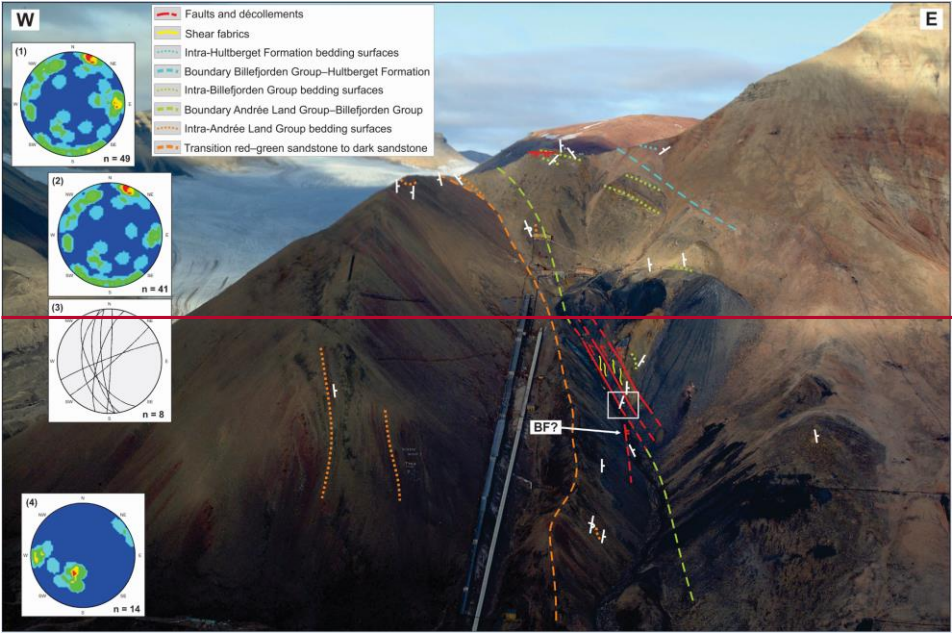 W
E
Faults and décollements
Shear fabrics
Intra-Hultberget Formation bedding surfaces
Boundary Billefjorden Group–Hultberget Formation
Intra-Billefjorden Group bedding surfaces
Boundary Andrée Land Group–Billefjorden Group
Intra-Andrée Land Group bedding surfaces
Transition red–green sandstone to dark sandstone
(1)
N
NW
NE
W
E
SW
SE
S
n = 49
(2)
N
NW
NE
W
E
SW
SE
S
n = 41
(3)
N
NW
NE
W
E
SW
SE
S
n = 8
BF?
(4)
N
NW
NE
W
E
SW
SE
S
n = 14